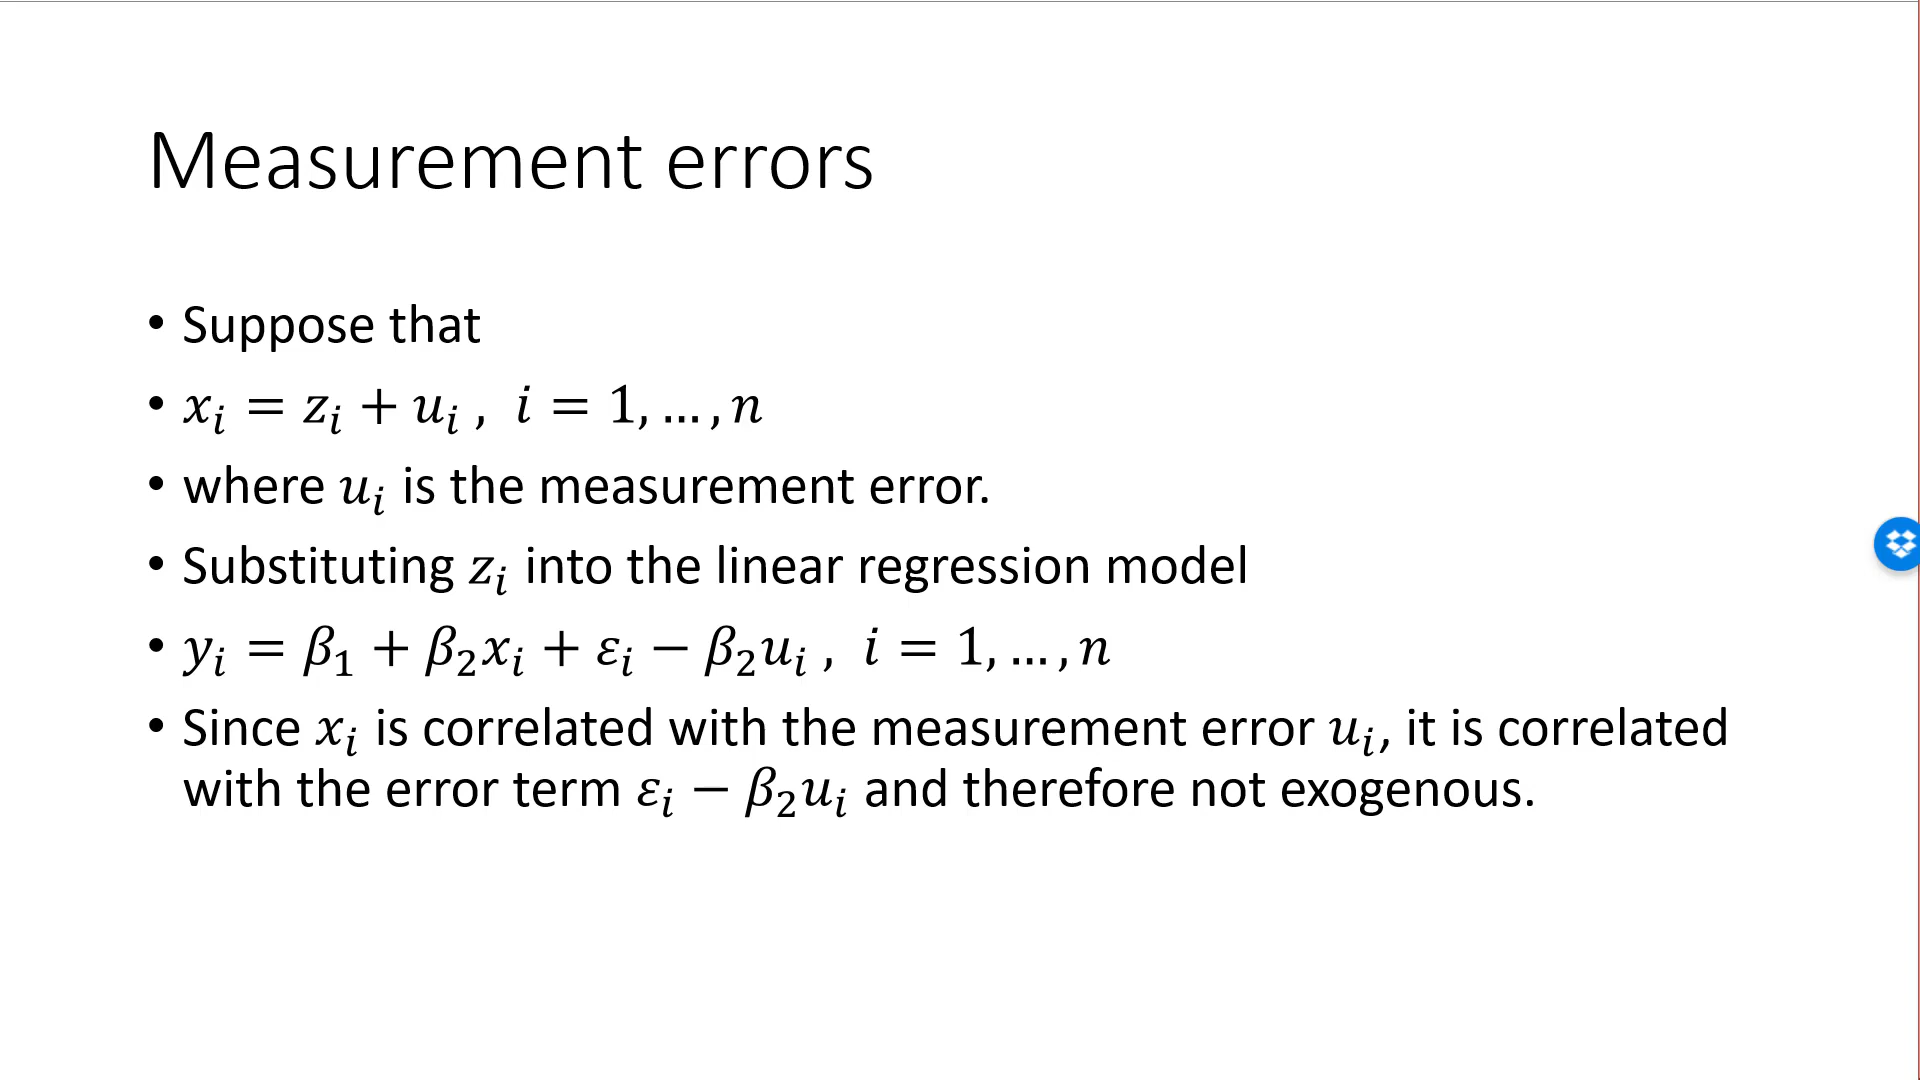 Measurement errors
• Suppose that
• 𝑥ᵢ = 𝑧ᵢ + 𝑢ᵢ , 𝑖 = 1, … , 𝑛
• where 𝑢ᵢ is the measurement error.
• Substituting 𝑧ᵢ into the linear regression model
• 𝑦ᵢ = 𝛽₁ + 𝛽₂𝑥ᵢ + 𝜀ᵢ − 𝛽₂𝑢ᵢ , 𝑖 = 1, … , 𝑛
• Since 𝑥ᵢ is correlated with the measurement error 𝑢ᵢ, it is correlated
with the error term 𝜀ᵢ − 𝛽₂𝑢ᵢ and therefore not exogenous.